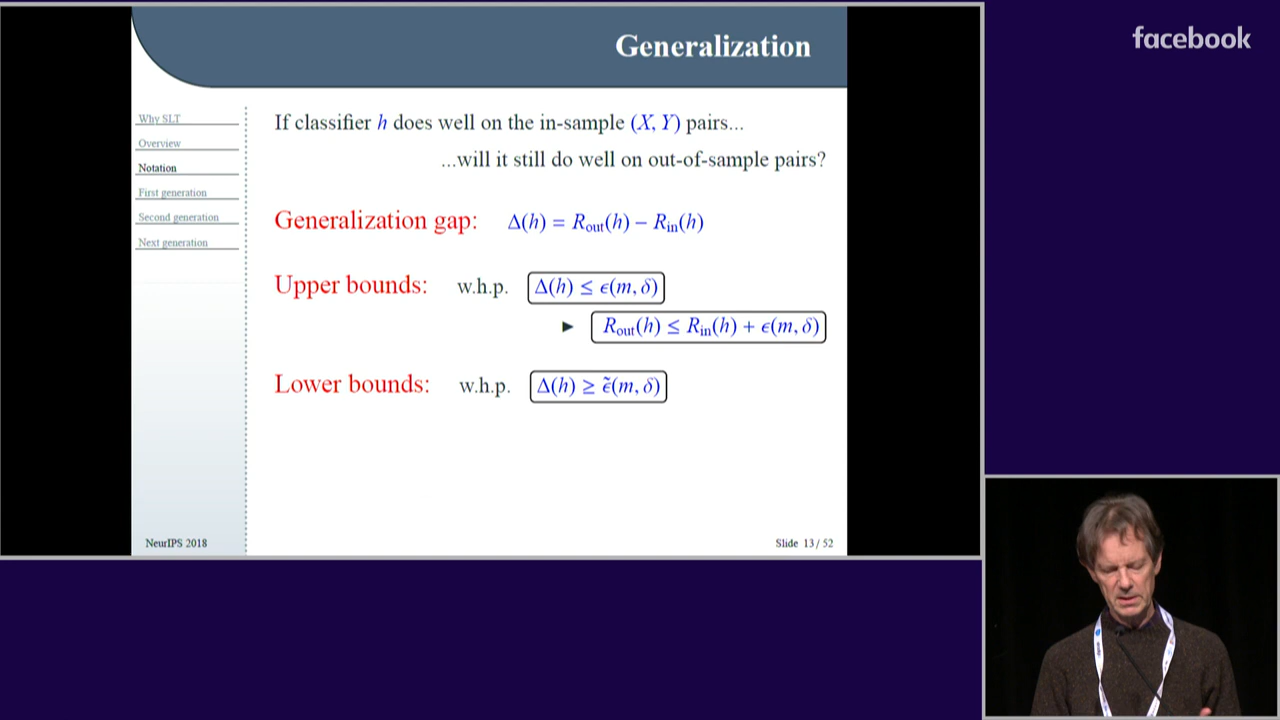 Generalization
facebook
Why SLT
Overview
Notation
First generation
Second generation
Next generation
If classifier h does well on the in-sample (X, Y) pairs...
...will it still do well on out-of-sample pairs?
Generalization gap: Δ(h) = R_out(h) − R_in(h)
Upper bounds: w.h.p. Δ(h) ≤ ϵ(m, δ)
► R_out(h) ≤ R_in(h) + ϵ(m, δ)
Lower bounds: w.h.p. Δ(h) ≥ ϵ̃(m, δ)
NeurIPS 2018
Slide 13 / 52